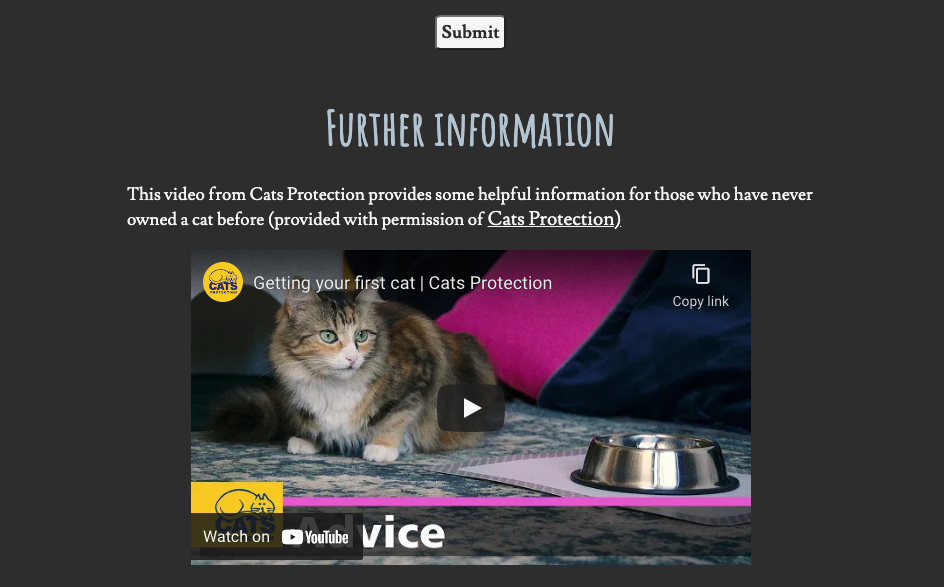 Submit
Further information
This video from Cats Protection provides some helpful information for those who have never
owned a cat before (provided with permission of Cats Protection)
CATS
PROTECTION
Getting your first cat | Cats Protection
Copy link
CATS
Advice
Watch on YouTube